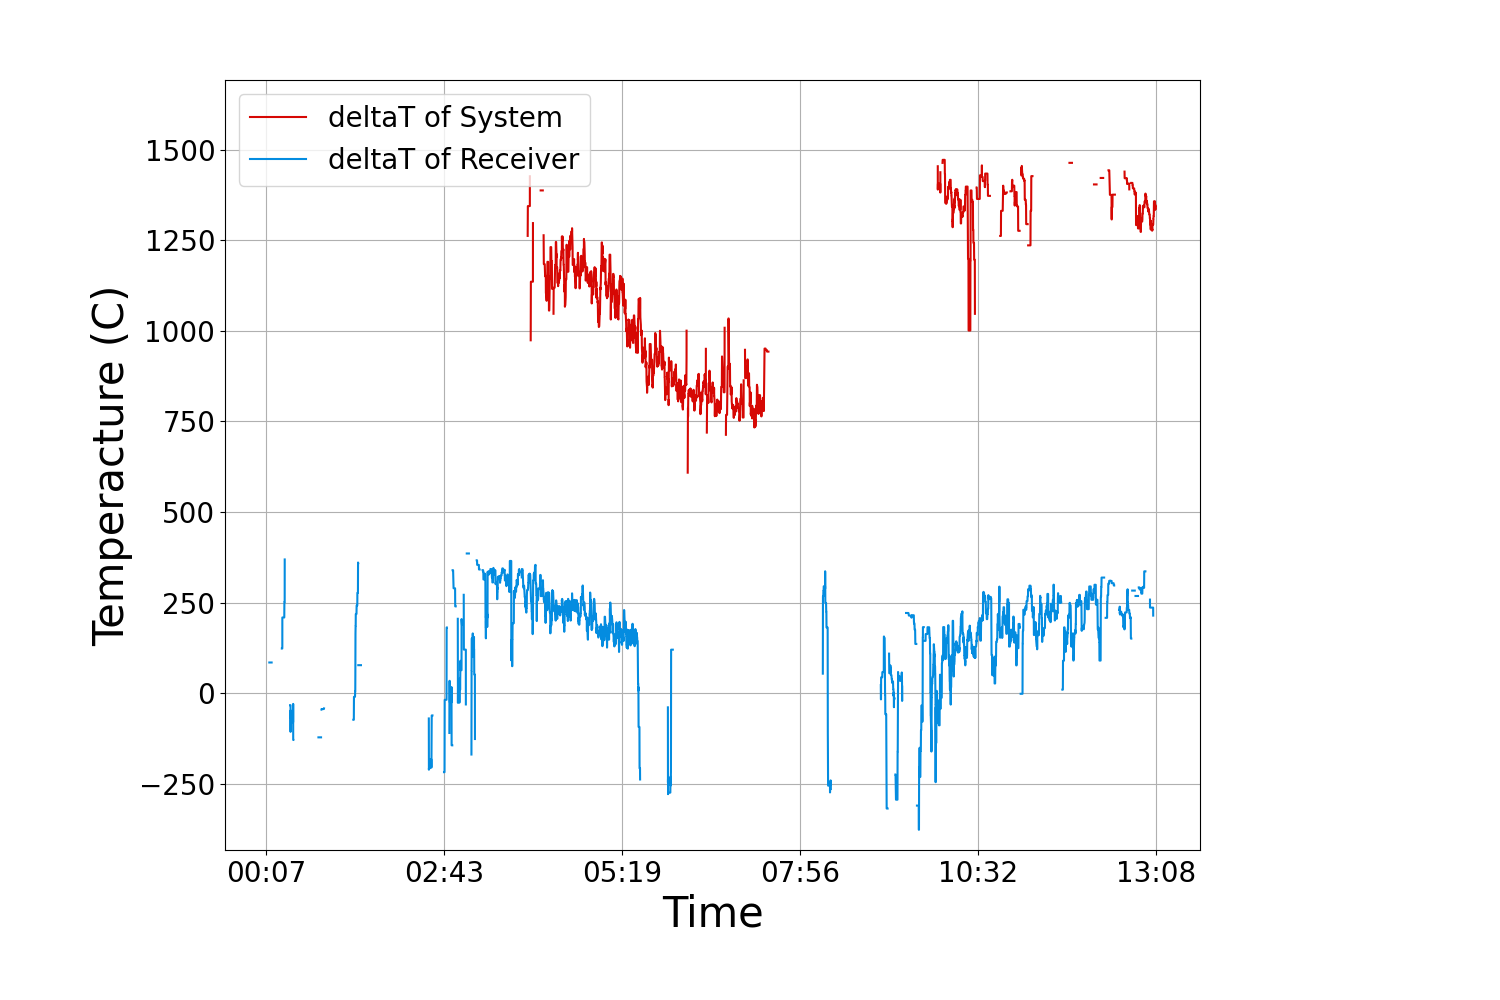 deltaT of System
deltaT of Receiver
1500
1250
1000
750
500
250
0
−250
Temperacture (C)
00:07 02:43 05:19 07:56 10:32 13:08
Time